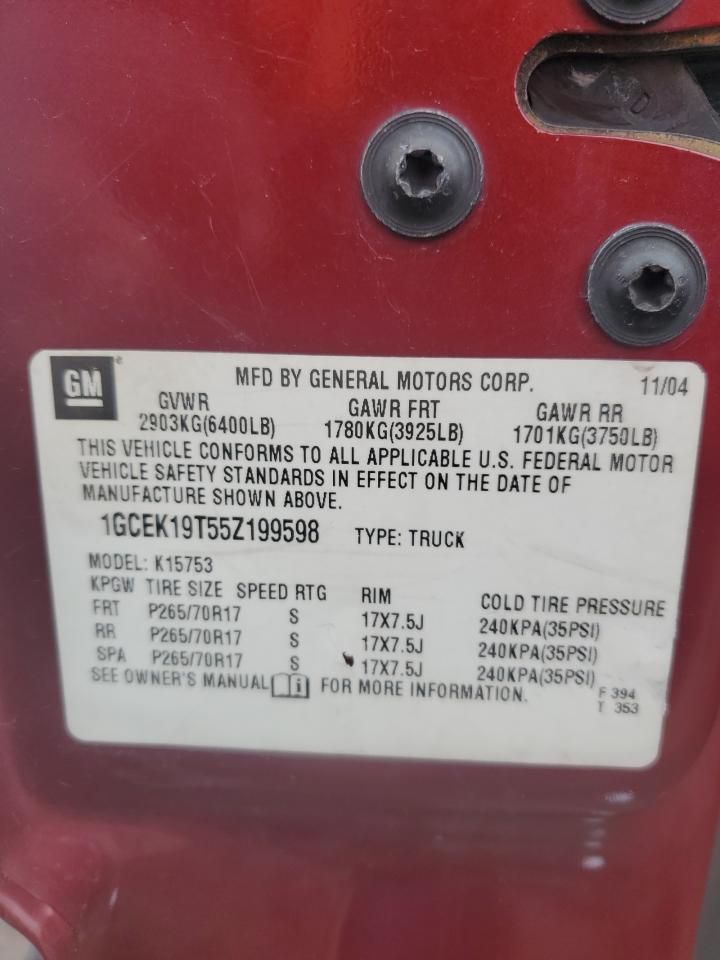 D
GM
MFD BY GENERAL MOTORS CORP. 11/04
GVWR GAWR FRT GAWR RR
2903KG(6400LB) 1780KG(3925LB) 1701KG(3750LB)
THIS VEHICLE CONFORMS TO ALL APPLICABLE U.S. FEDERAL MOTOR
VEHICLE SAFETY STANDARDS IN EFFECT ON THE DATE OF
MANUFACTURE SHOWN ABOVE.
1GCEK19T55Z199598 TYPE: TRUCK
MODEL: K15753
KPGW TIRE SIZE SPEED RTG RIM COLD TIRE PRESSURE
FRT P265/70R17 S 17X7.5J 240KPA(35PSI)
RR P265/70R17 S 17X7.5J 240KPA(35PSI)
SPA P265/70R17 S 17X7.5J 240KPA(35PSI)
SEE OWNER'S MANUAL i FOR MORE INFORMATION.
F 394
T 353